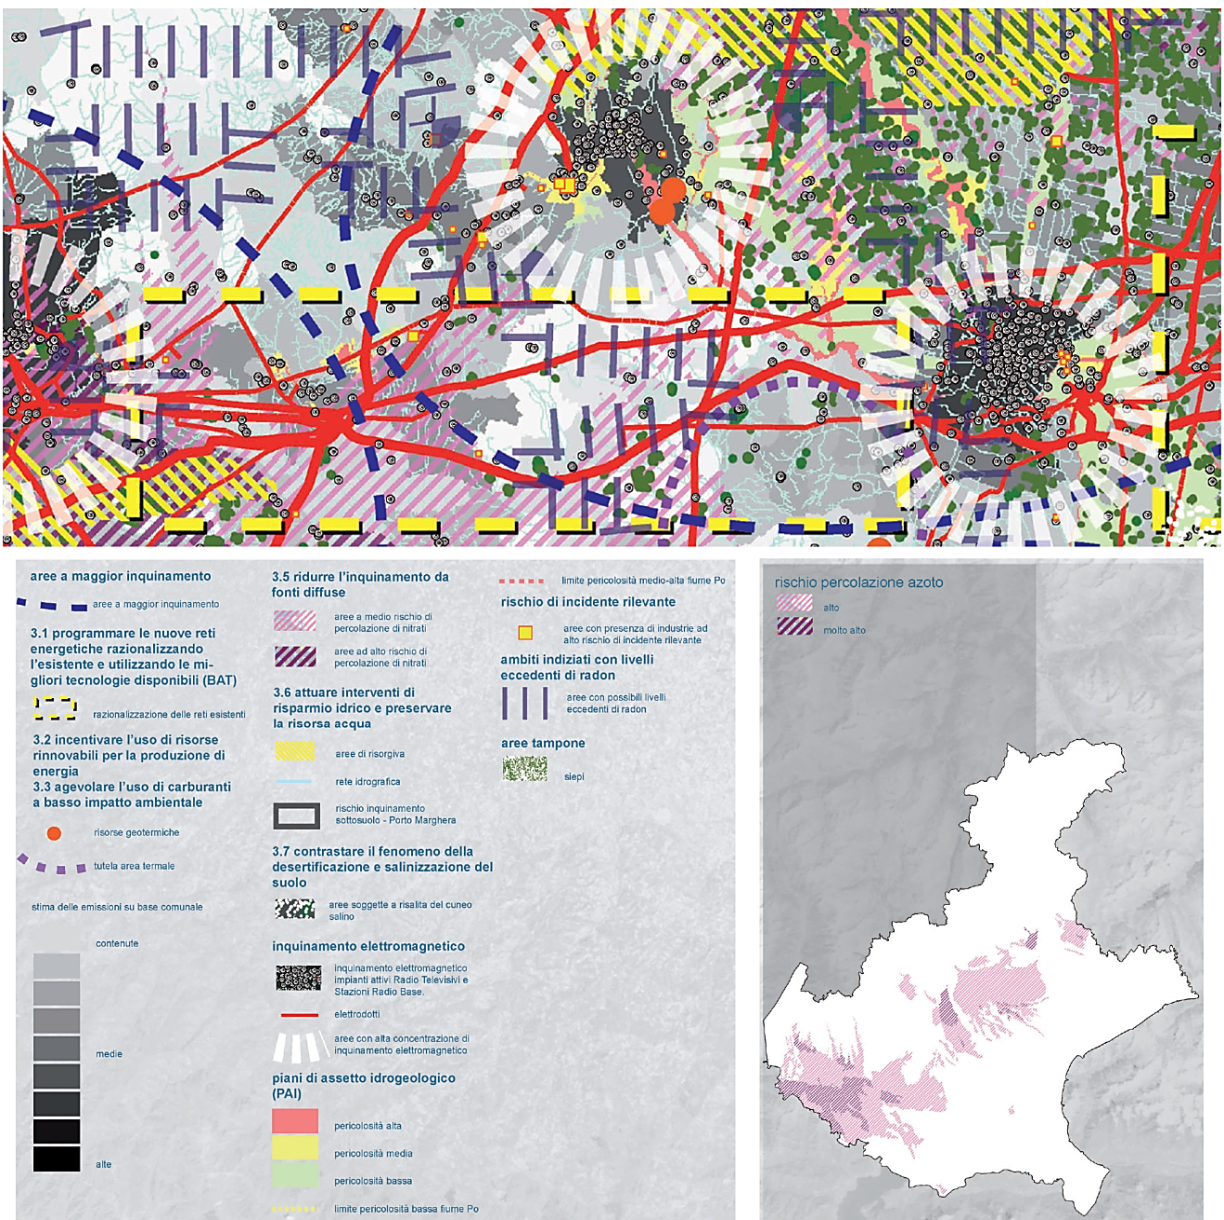 aree a maggior inquinamento
aree a maggior inquinamento
3.1 programmare le nuove reti
energetiche razionalizzando
l'esistente e utilizzando le mi-
gliori tecnologie disponibili (BAT)
razionalizzazione delle reti esistenti
3.2 incentivare l'uso di risorse
rinnovabili per la produzione di
energia
3.3 agevolare l'uso di carburanti
a basso impatto ambientale
risorse geotermiche
tutela area termale
stima delle emissioni su base comunale
contenute
medie
alte
3.5 ridurre l'inquinamento da
fonti diffuse
aree a medio rischio di
percolazione di nitrati
aree ad alto rischio di
percolazione di nitrati
3.6 attuare interventi di
risparmio idrico e preservare
la risorsa acqua
aree di risorgiva
rete idrografica
rischio inquinamento
sottosuolo - Porto Marghera
3.7 contrastare il fenomeno della
desertificazione e salinizzazione del
suolo
aree soggette a risalita del cuneo
salino
inquinamento elettromagnetico
inquinamento elettromagnetico
impianti attivi Radio Televisivi e
Stazioni Radio Base.
elettrodotti
aree con alta concentrazione di
inquinamento elettromagnetico
piani di assetto idrogeologico
(PAI)
pericolosità alta
pericolosità media
pericolosità bassa
limite pericolosità bassa fiume Po
limite pericolosità medio-alta fiume Po
rischio di incidente rilevante
aree con presenza di industrie ad
alto rischio di incidente rilevante
ambiti indiziati con livelli
eccedenti di radon
aree con possibili livelli
eccedenti di radon
aree tampone
siepi
rischio percolazione azoto
alto
molto alto